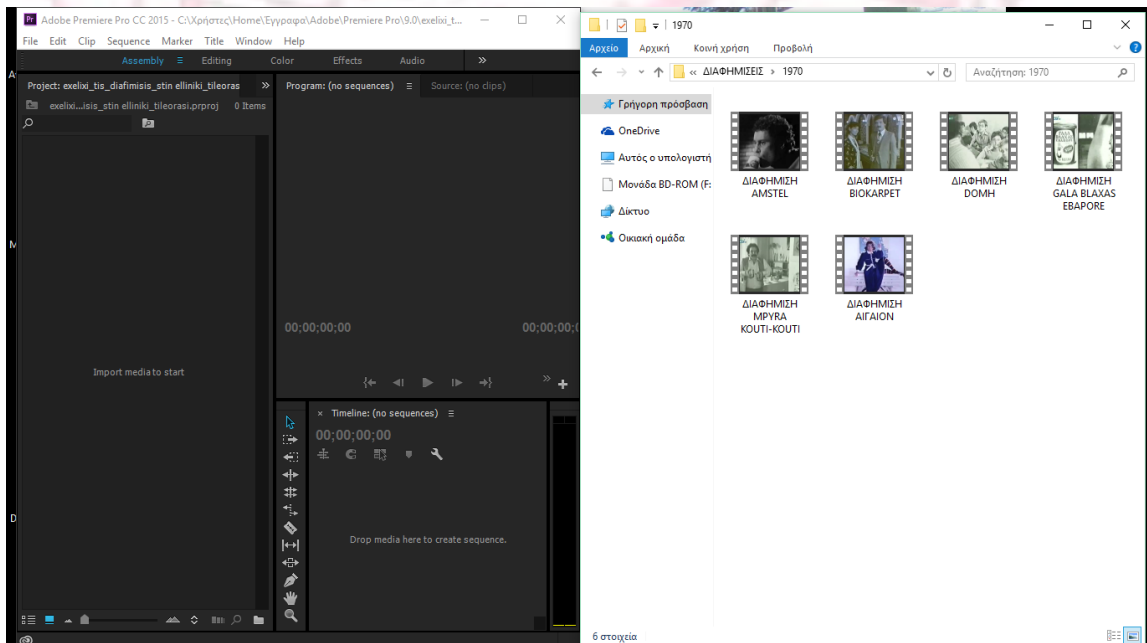 Adobe Premiere Pro CC 2015 - C:\Χρήστες\Home\Έγγραφα\Adobe\Premiere Pro\9.0\exelixi_t...
File Edit Clip Sequence Marker Title Window Help
Assembly Editing Color Effects Audio
Project: exelixi_tis_diafimisis_stin elliniki_tileoras
exelixi...isis_stin elliniki_tileorasi.prproj 0 Items
Import media to start
Program: (no sequences) Source: (no clips)
00;00;00;00 00;00;00;(
Timeline: (no sequences)
00;00;00;00
Drop media here to create sequence.
1970
Αρχείο Αρχική Κοινή χρήση Προβολή
« ΔΙΑΦΗΜΙΣΕΙΣ › 1970 Αναζήτηση: 1970
Γρήγορη πρόσβαση
OneDrive
Αυτός ο υπολογιστή
Μονάδα BD-ROM (F:
Δίκτυο
Οικιακή ομάδα
ΔΙΑΦΗΜΙΣΗ
AMSTEL
ΔΙΑΦΗΜΙΣΗ
BIOKARPET
ΔΙΑΦΗΜΙΣΗ
DOMH
ΔΙΑΦΗΜΙΣΗ
GALA BLAXAS
EBAPORE
ΔΙΑΦΗΜΙΣΗ
MPYRA
KOUTI-KOUTI
ΔΙΑΦΗΜΙΣΗ
ΑΙΓΑΙΟΝ
6 στοιχεία